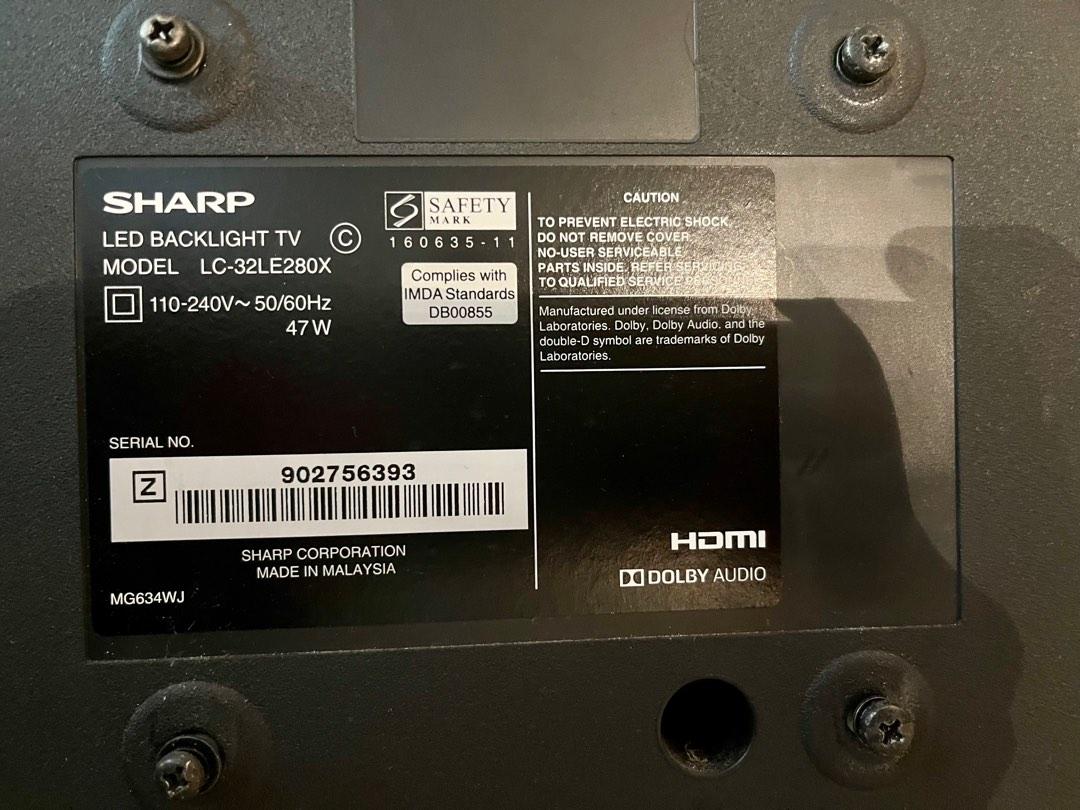 SHARP
LED BACKLIGHT TV Ⓒ
MODEL LC-32LE280X
110-240V~ 50/60Hz
47 W
SAFETY
MARK
160635-11
Complies with
IMDA Standards
DB00855
SERIAL NO.
Z
902756393
SHARP CORPORATION
MADE IN MALAYSIA
MG634WJ
CAUTION
TO PREVENT ELECTRIC SHOCK,
DO NOT REMOVE COVER.
NO-USER SERVICEABLE
PARTS INSIDE. REFER SERVICING
TO QUALIFIED SERVICE PERSONNEL
Manufactured under license from Dolby
Laboratories. Dolby, Dolby Audio. and the
double-D symbol are trademarks of Dolby
Laboratories.
HDMI
DOLBY AUDIO